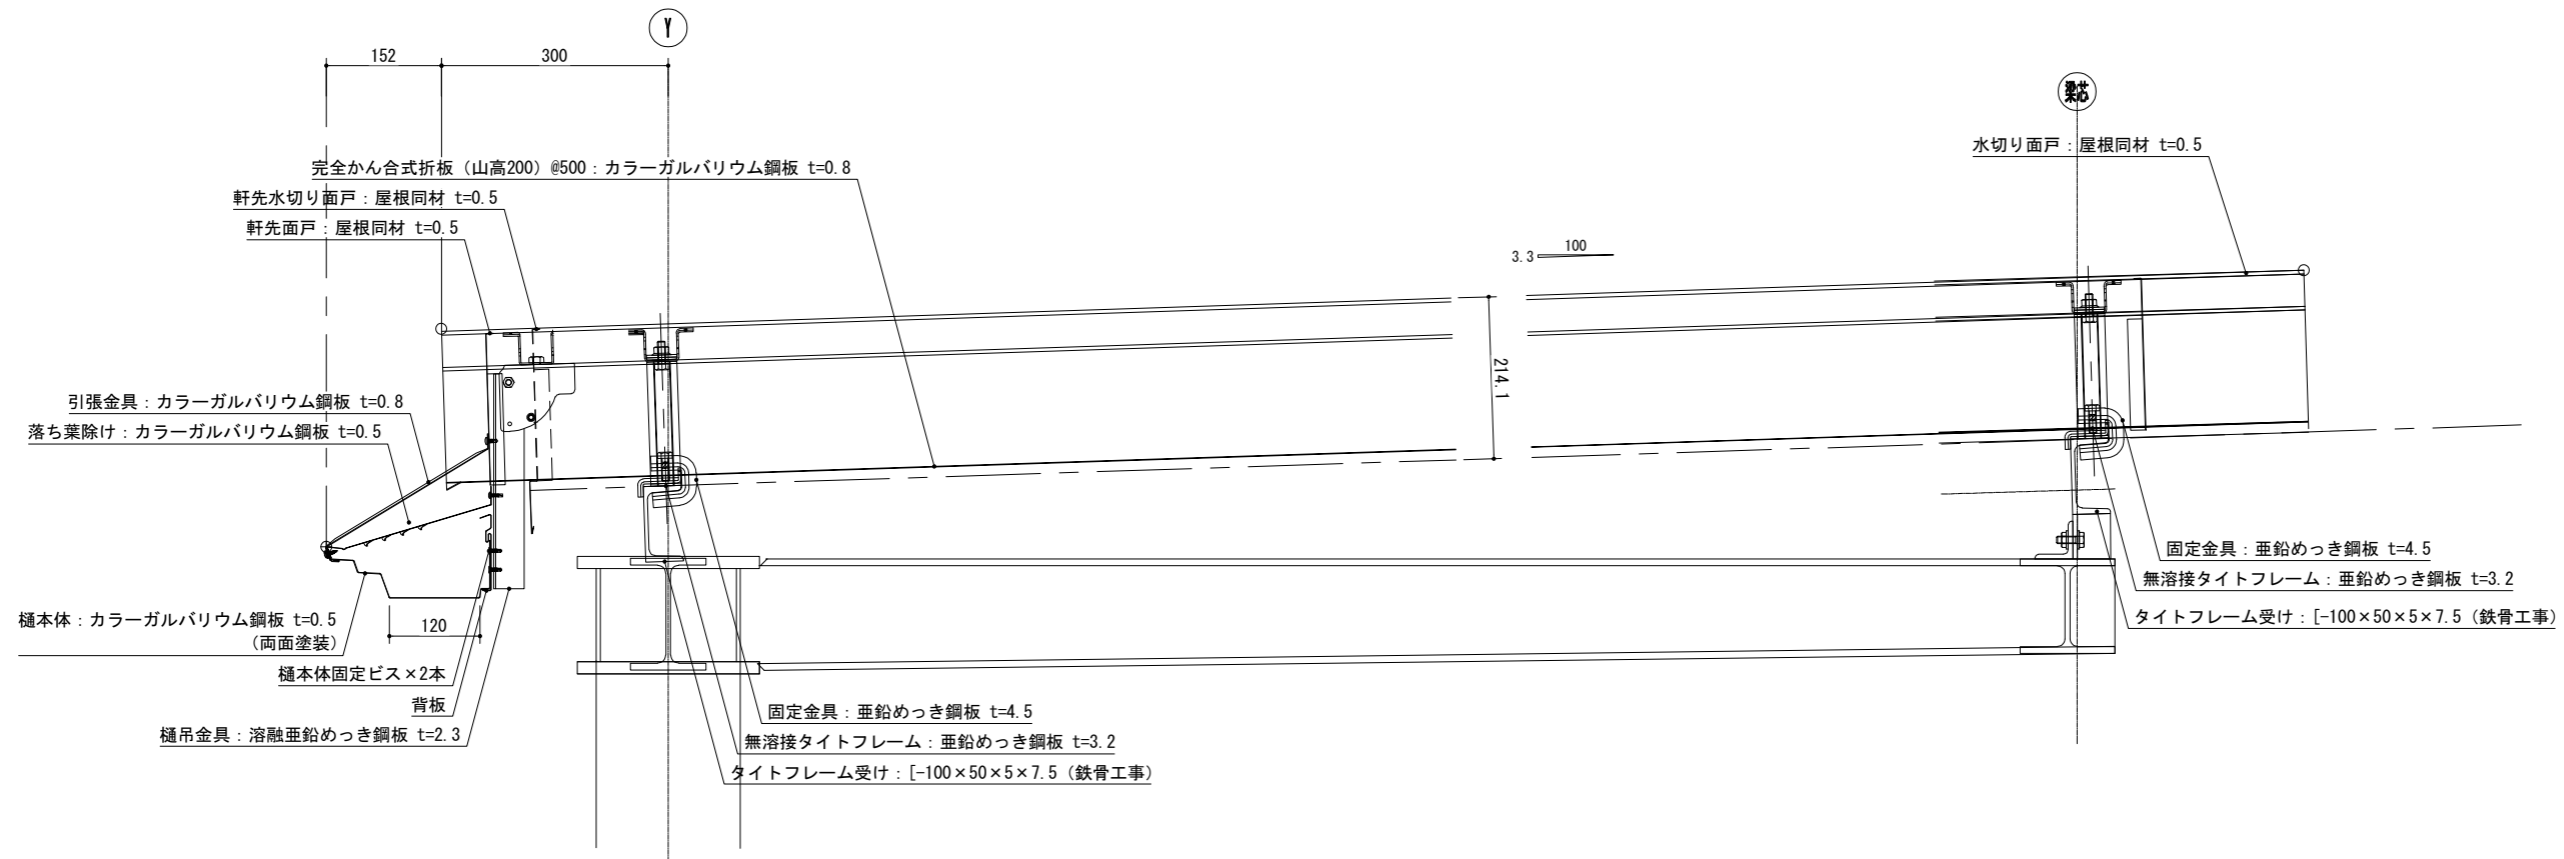 Y
152
300
梁芯
水切り面戸：屋根同材 t=0.5
完全かん合式折板（山高200）@500：カラーガルバリウム鋼板 t=0.8
軒先水切り面戸：屋根同材 t=0.5
軒先面戸：屋根同材 t=0.5
100
3.3
214.1
引張金具：カラーガルバリウム鋼板 t=0.8
落ち葉除け：カラーガルバリウム鋼板 t=0.5
固定金具：亜鉛めっき鋼板 t=4.5
無溶接タイトフレーム：亜鉛めっき鋼板 t=3.2
タイトフレーム受け：[-100×50×5×7.5（鉄骨工事）
樋本体：カラーガルバリウム鋼板 t=0.5
（両面塗装）
120
樋本体固定ビス×2本
背板
樋吊金具：溶融亜鉛めっき鋼板 t=2.3
固定金具：亜鉛めっき鋼板 t=4.5
無溶接タイトフレーム：亜鉛めっき鋼板 t=3.2
タイトフレーム受け：[-100×50×5×7.5（鉄骨工事）